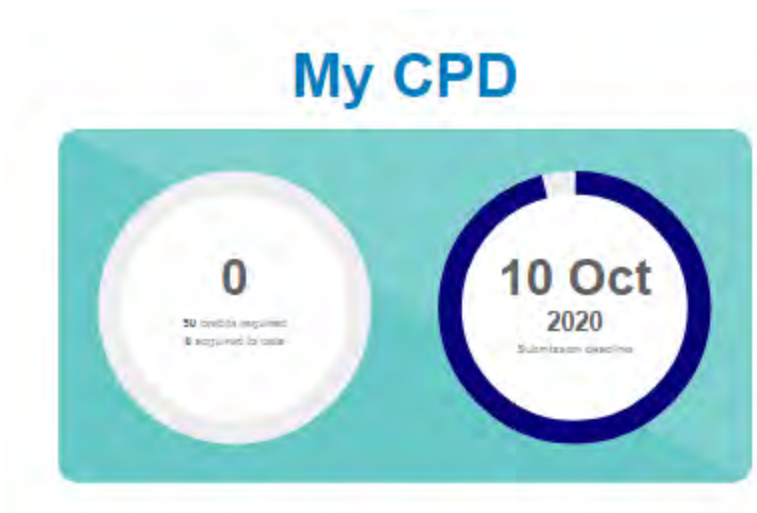 My CPD
0
50 credits required
0 acquired to date
10 Oct
2020
Submission deadline